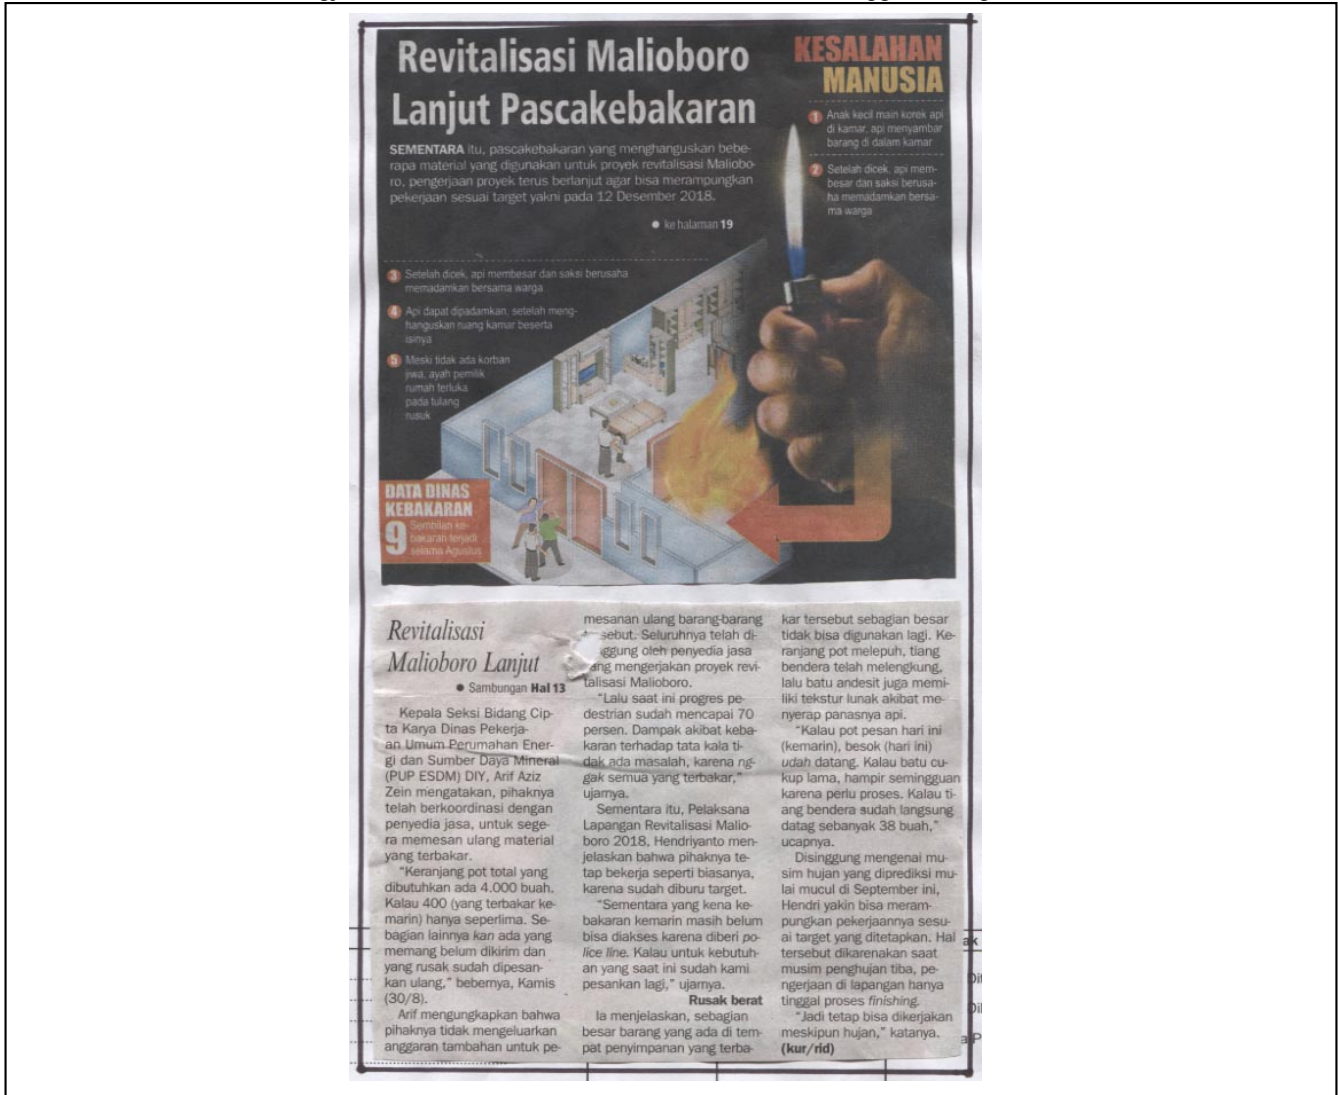 Revitalisasi Malioboro
Lanjut Pascakebakaran
SEMENTARA itu, pascakebakaran yang menghanguskan bebe-
rapa material yang digunakan untuk proyek revitalisasi Maliobo-
ro, pengerjaan proyek terus berlanjut agar bisa merampungkan
pekerjaan sesuai target yakni pada 12 Desember 2018.
● ke halaman 19
KESALAHAN
MANUSIA
1 Anak kecil main korek api
di kamar, api menyambar
barang di dalam kamar
2 Setelah dicek, api mem-
besar dan saksi berusa-
ha memadamkan bersa-
ma warga
3 Setelah dicek, api membesar dan saksi berusaha
memadamkan bersama warga
4 Api dapat dipadamkan, setelah meng-
hanguskan ruang kamar beserta
isinya
5 Meski tidak ada korban
jiwa, ayah pemilik
rumah terluka
pada tulang
rusuk
DATA DINAS
KEBAKARAN
9 Sembilan ke-
bakaran terjadi
selama Agustus
Revitalisasi
Malioboro Lanjut
● Sambungan Hal 13
Kepala Seksi Bidang Cip-
ta Karya Dinas Pekerja-
an Umum Perumahan Ener-
gi dan Sumber Daya Mineral
(PUP ESDM) DIY, Arif Aziz
Zein mengatakan, pihaknya
telah berkoordinasi dengan
penyedia jasa, untuk sege-
ra memesan ulang material
yang terbakar.
"Keranjang pot total yang
dibutuhkan ada 4.000 buah.
Kalau 400 (yang terbakar ke-
marin) hanya seperlima. Se-
bagian lainnya kan ada yang
memang belum dikirim dan
yang rusak sudah dipesan-
kan ulang," bebernya, Kamis
(30/8).
Arif mengungkapkan bahwa
pihaknya tidak mengeluarkan
anggaran tambahan untuk pe-
mesanan ulang barang-barang
sebut. Seluruhnya telah di-
ggung oleh penyedia jasa
ang mengerjakan proyek revi-
talisasi Malioboro.
"Lalu saat ini progres pe-
destrian sudah mencapai 70
persen. Dampak akibat keba-
karan terhadap tata kala ti-
dak ada masalah, karena ng-
gak semua yang terbakar,"
ujarnya.
Sementara itu, Pelaksana
Lapangan Revitalisasi Malio-
boro 2018, Hendriyanto men-
jelaskan bahwa pihaknya te-
tap bekerja seperti biasanya,
karena sudah diburu target.
"Sementara yang kena ke-
bakaran kemarin masih belum
bisa diakses karena diberi po-
lice line. Kalau untuk kebutuh-
an yang saat ini sudah kami
pesankan lagi," ujarnya.
Rusak berat
Ia menjelaskan, sebagian
besar barang yang ada di tem-
pat penyimpanan yang terba-
kar tersebut sebagian besar
tidak bisa digunakan lagi. Ke-
ranjang pot melepuh, tiang
bendera telah melengkung,
lalu batu andesit juga memi-
liki tekstur lunak akibat me-
nyerap panasnya api.
"Kalau pot pesan hari ini
(kemarin), besok (hari ini)
udah datang. Kalau batu cu-
kup lama, hampir semingguan
karena perlu proses. Kalau ti-
ang bendera sudah langsung
datag sebanyak 38 buah,"
ucapnya.
Disinggung mengenai mu-
sim hujan yang diprediksi mu-
lai mucul di September ini,
Hendri yakin bisa meram-
pungkan pekerjaannya sesu-
ai target yang ditetapkan. Hal
tersebut dikarenakan saat
musim penghujan tiba, pe-
ngerjaan di lapangan hanya
tinggal proses finishing.
"Jadi tetap bisa dikerjakan
meskipun hujan," katanya.
(kur/rid)